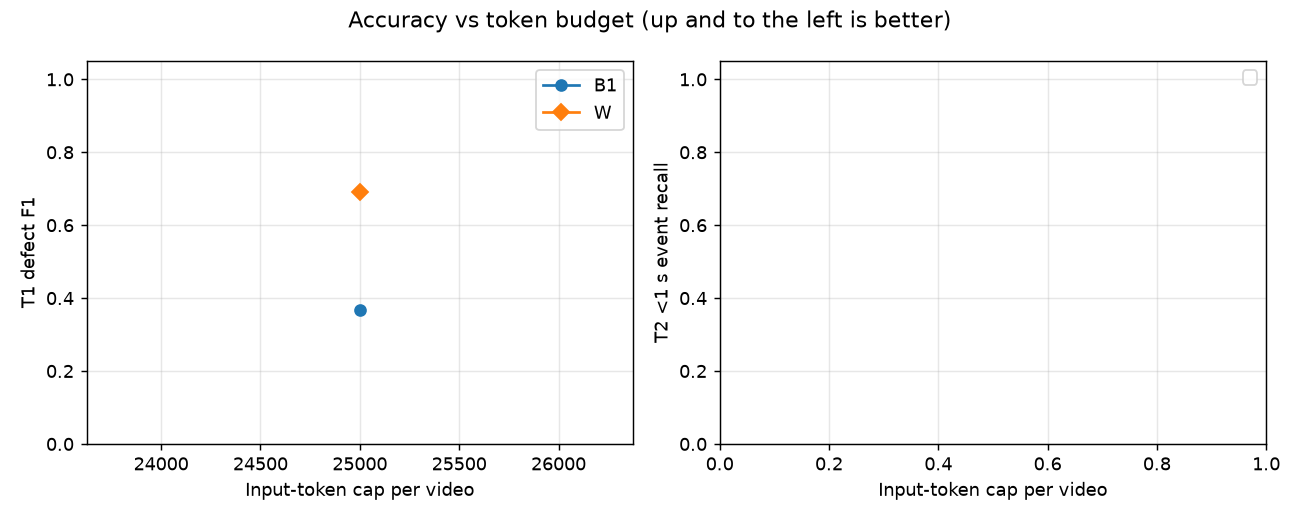 Accuracy vs token budget (up and to the left is better)
T1 defect F1
1.0
0.8
0.6
0.4
0.2
0.0
B1
W
24000 24500 25000 25500 26000
Input-token cap per video
T2 <1 s event recall
1.0
0.8
0.6
0.4
0.2
0.0
0.0 0.2 0.4 0.6 0.8 1.0
Input-token cap per video